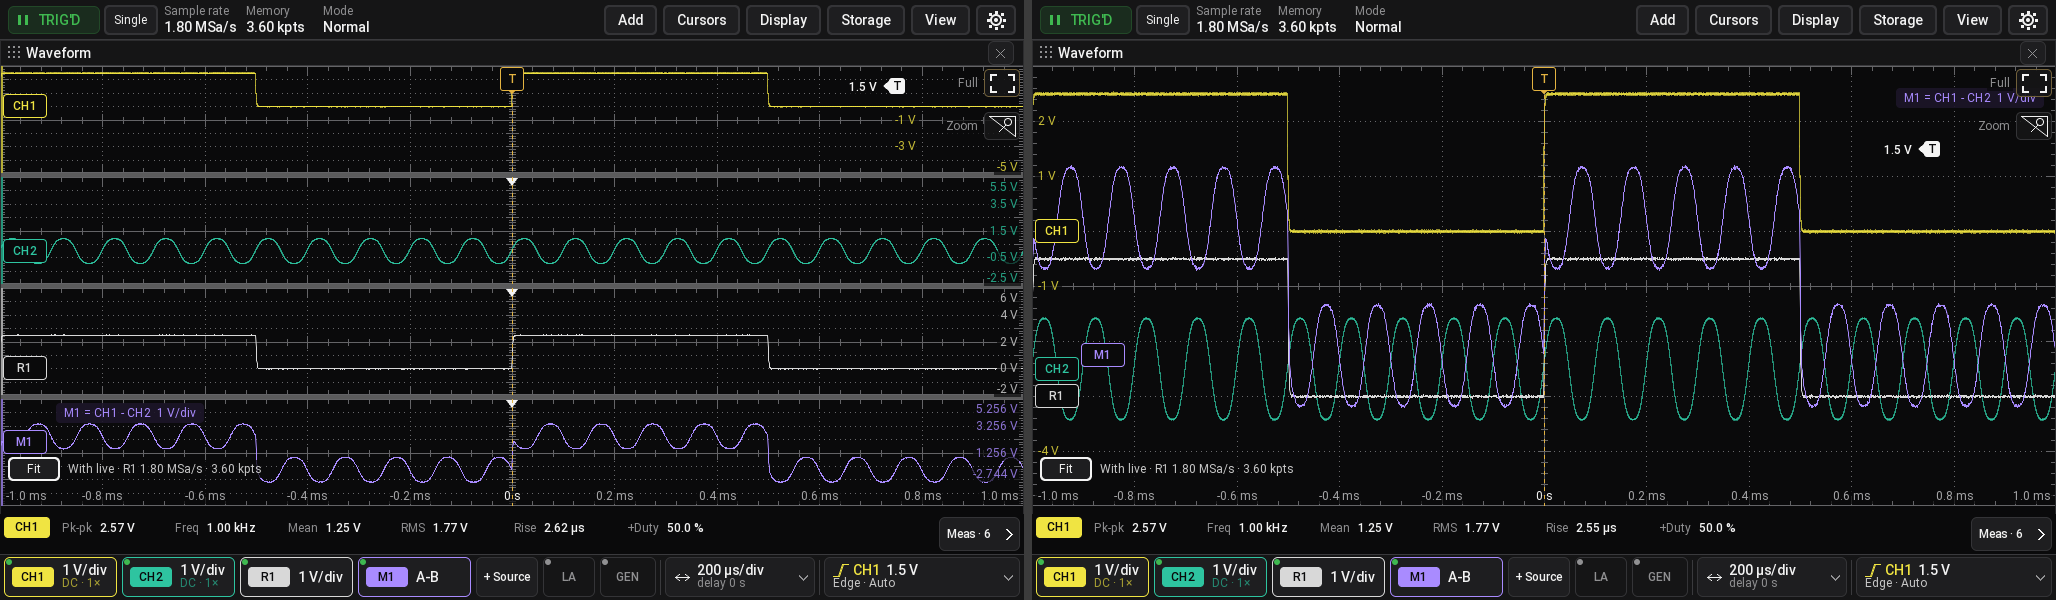 TRIG'D Single Sample rate 1.80 MSa/s Memory 3.60 kpts Mode Normal Add Cursors Display Storage View
Waveform
T
1.5 V T Full
CH1
-1 V
Zoom
-3 V
-5 V
5.5 V
3.5 V
1.5 V
CH2
-0.5 V
-2.5 V
6 V
4 V
2 V
R1
0 V
-2 V
M1 = CH1 - CH2 1 V/div
5.256 V
3.256 V
M1
1.256 V
Fit With live · R1 1.80 MSa/s · 3.60 kpts
-2.744 V
-1.0 ms -0.8 ms -0.6 ms -0.4 ms -0.2 ms 0 s 0.2 ms 0.4 ms 0.6 ms 0.8 ms 1.0 ms
CH1 Pk-pk 2.57 V Freq 1.00 kHz Mean 1.25 V RMS 1.77 V Rise 2.62 µs +Duty 50.0 %
Meas · 6
CH1 1 V/div DC · 1×
CH2 1 V/div DC · 1×
R1 1 V/div
M1 A-B
+ Source
LA
GEN
200 µs/div
delay 0 s
CH1 1.5 V
Edge · Auto
TRIG'D Single Sample rate 1.80 MSa/s Memory 3.60 kpts Mode Normal Add Cursors Display Storage View
Waveform
T
Full
M1 = CH1 - CH2 1 V/div
2 V
Zoom
1.5 V T
1 V
CH1
-1 V
M1
CH2
R1
-4 V
Fit With live · R1 1.80 MSa/s · 3.60 kpts
-1.0 ms -0.8 ms -0.6 ms -0.4 ms -0.2 ms 0 s 0.2 ms 0.4 ms 0.6 ms 0.8 ms 1.0 ms
CH1 Pk-pk 2.57 V Freq 1.00 kHz Mean 1.25 V RMS 1.77 V Rise 2.55 µs +Duty 50.0 %
Meas · 6
CH1 1 V/div DC · 1×
CH2 1 V/div DC · 1×
R1 1 V/div
M1 A-B
+ Source
LA
GEN
200 µs/div
delay 0 s
CH1 1.5 V
Edge · Auto